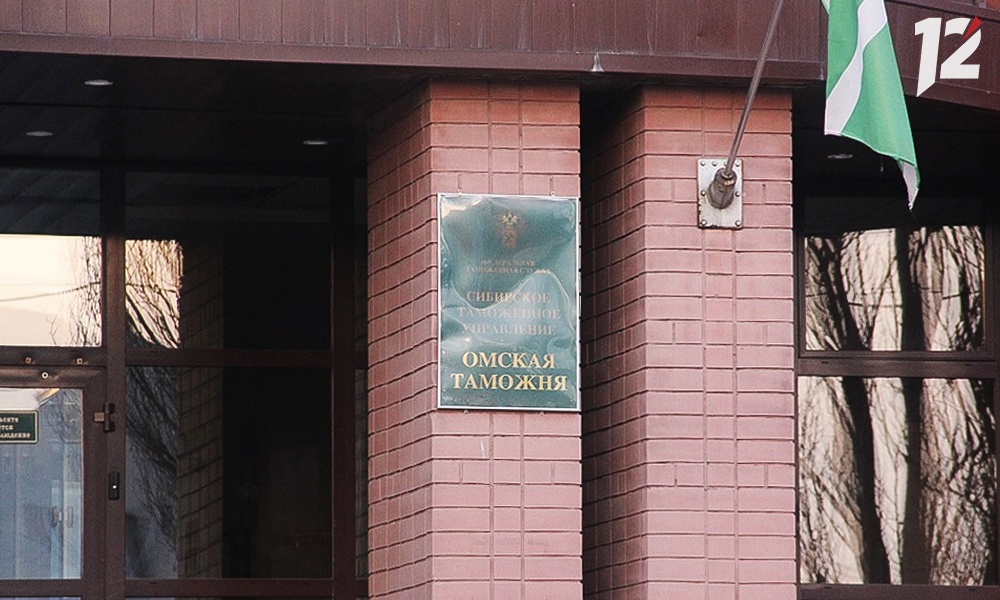 12
ФЕДЕРАЛЬНАЯ
ТАМОЖЕННАЯ СЛУЖБА
СИБИРСКОЕ
ТАМОЖЕННОЕ
УПРАВЛЕНИЕ
ОМСКАЯ
ТАМОЖНЯ